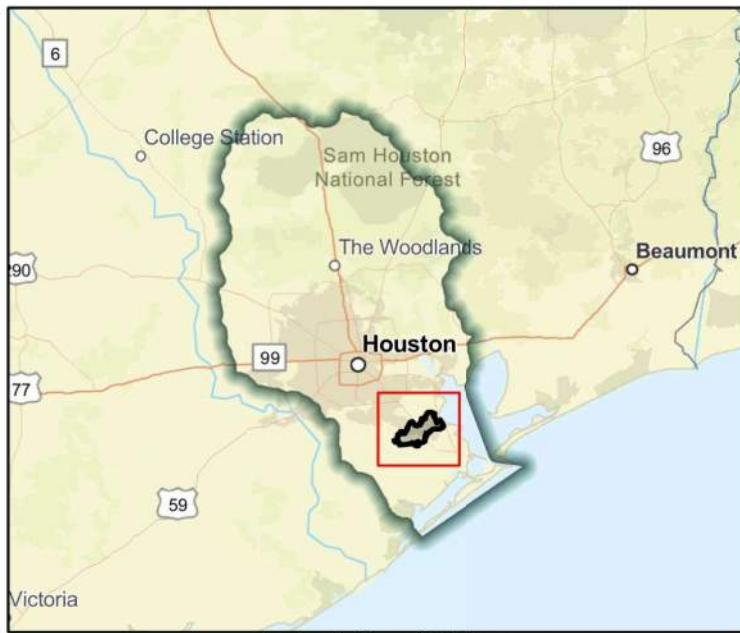 6
College Station
Sam Houston
National Forest
96
The Woodlands
290
Beaumont
99
Houston
77
59
Victoria